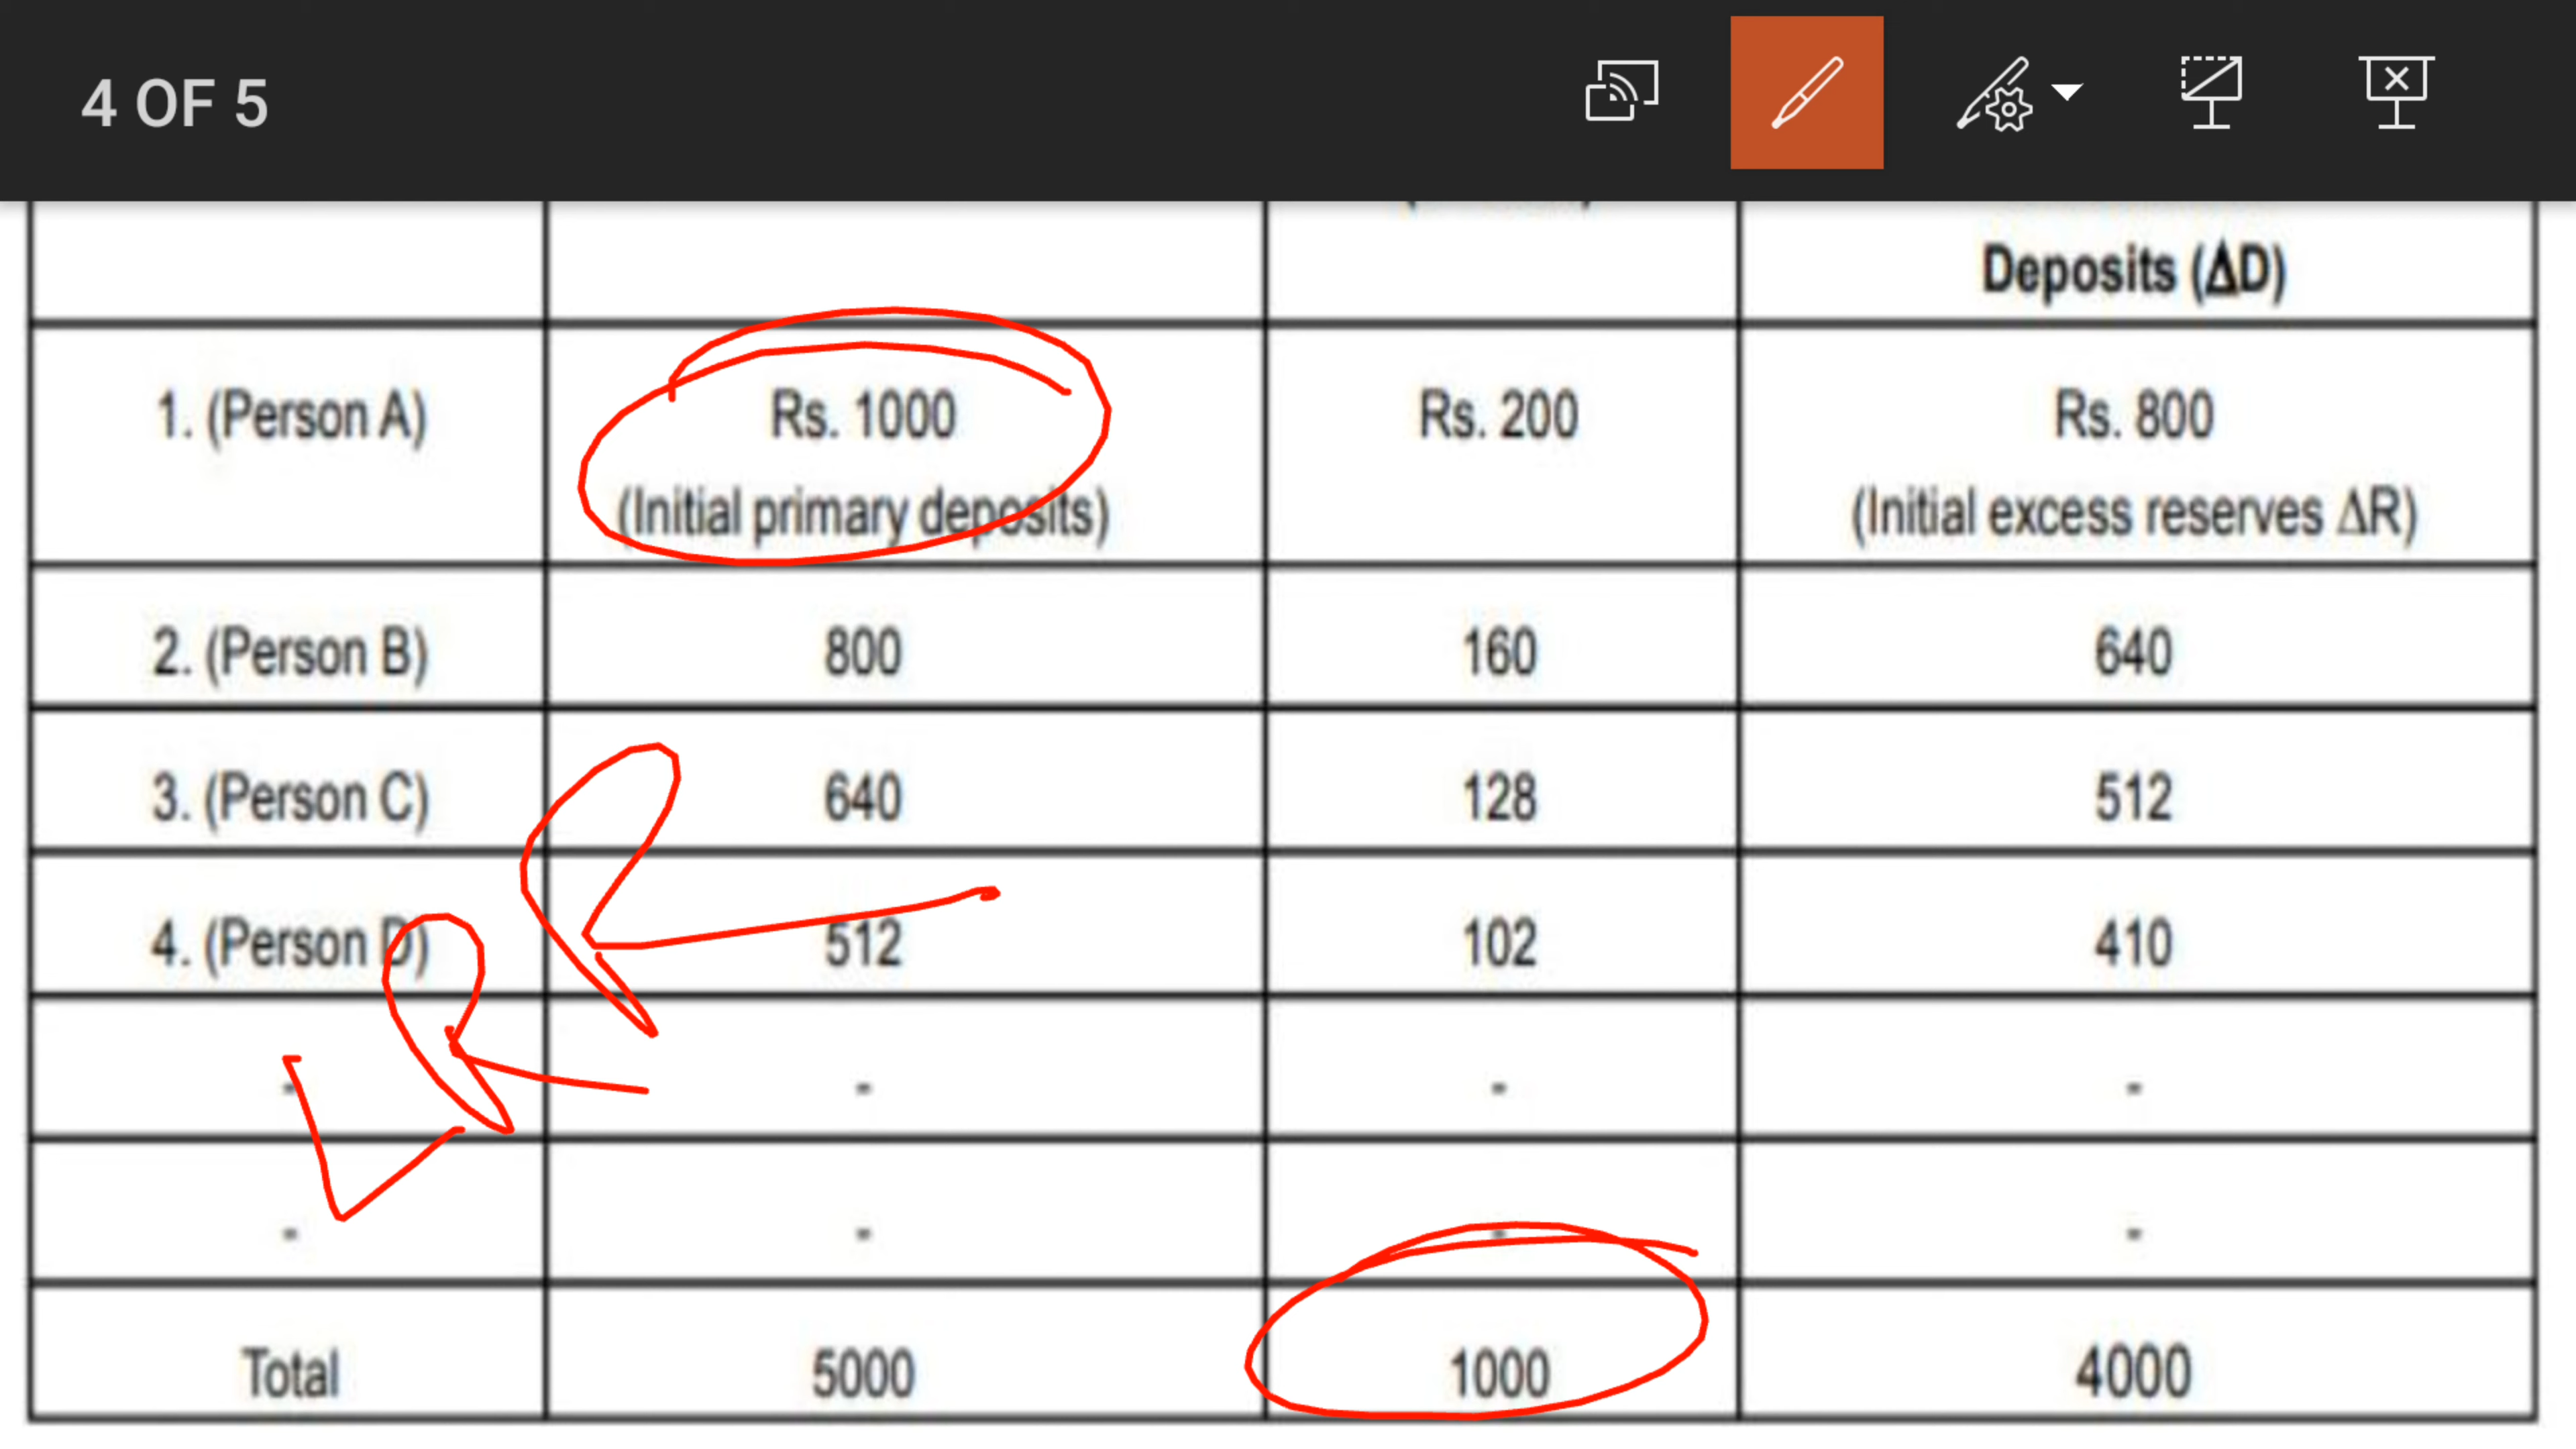 4 OF 5
Deposits (ΔD)
1. (Person A) Rs. 1000 Rs. 200 Rs. 800
(Initial primary deposits) (Initial excess reserves ΔR)
2. (Person B) 800 160 640
3. (Person C) 640 128 512
4. (Person D) 512 102 410
- - - -
- - - -
Total 5000 1000 4000